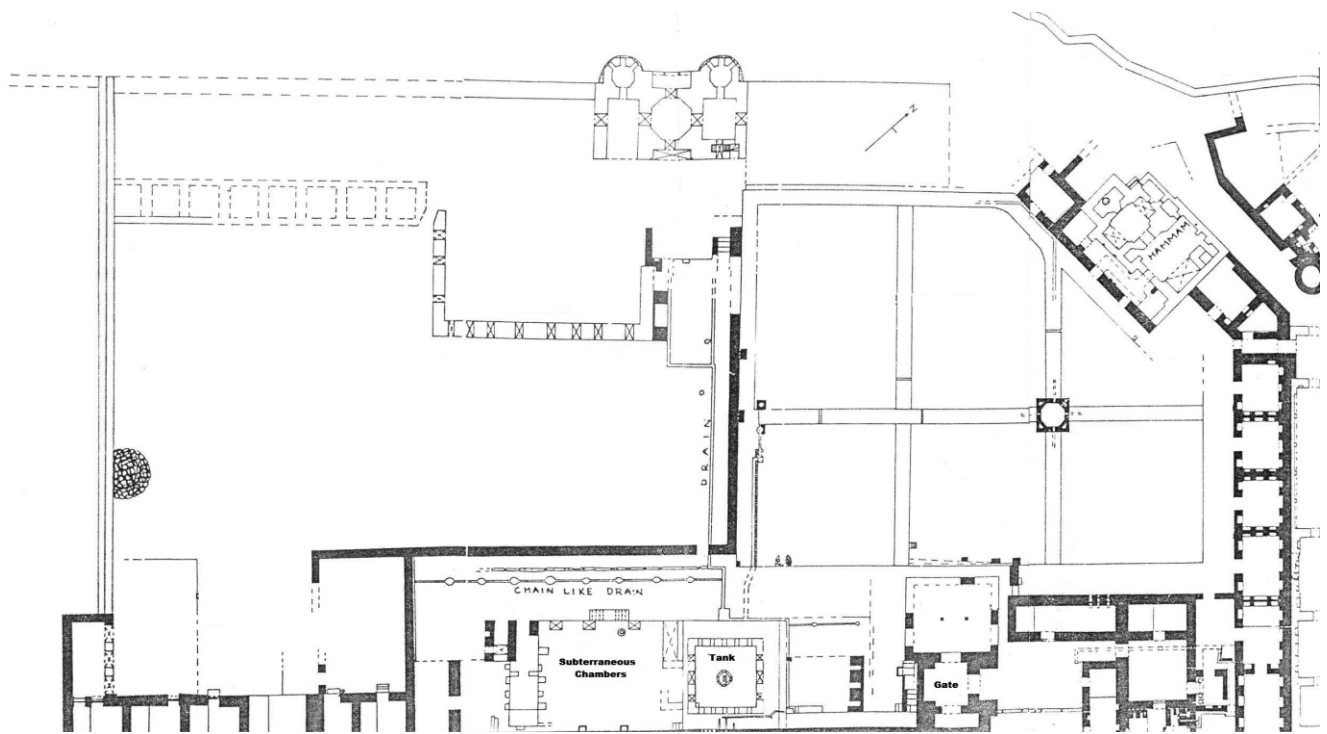 N
HAMMAM
DRAIN
CHAIN LIKE DRAIN
Subterraneous
Chambers
Tank
Gate